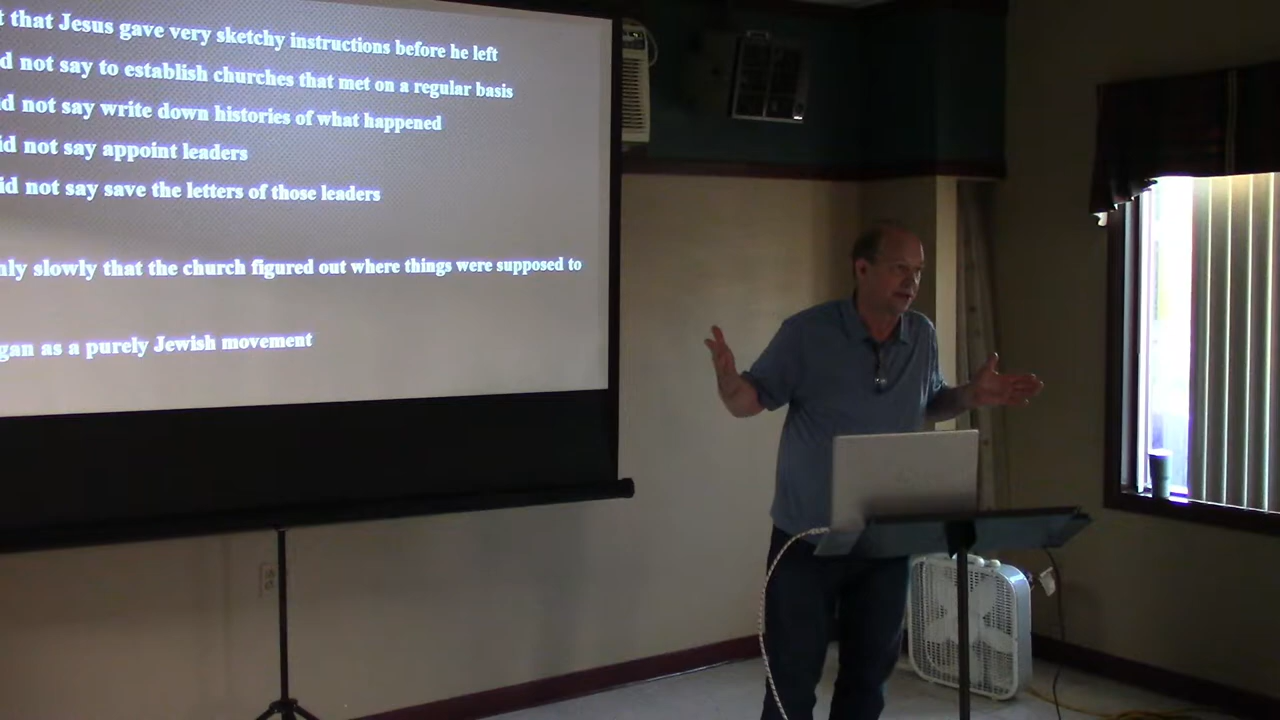 t that Jesus gave very sketchy instructions before he left
d not say to establish churches that met on a regular basis
id not say write down histories of what happened
id not say appoint leaders
id not say save the letters of those leaders
nly slowly that the church figured out where things were supposed to
gan as a purely Jewish movement